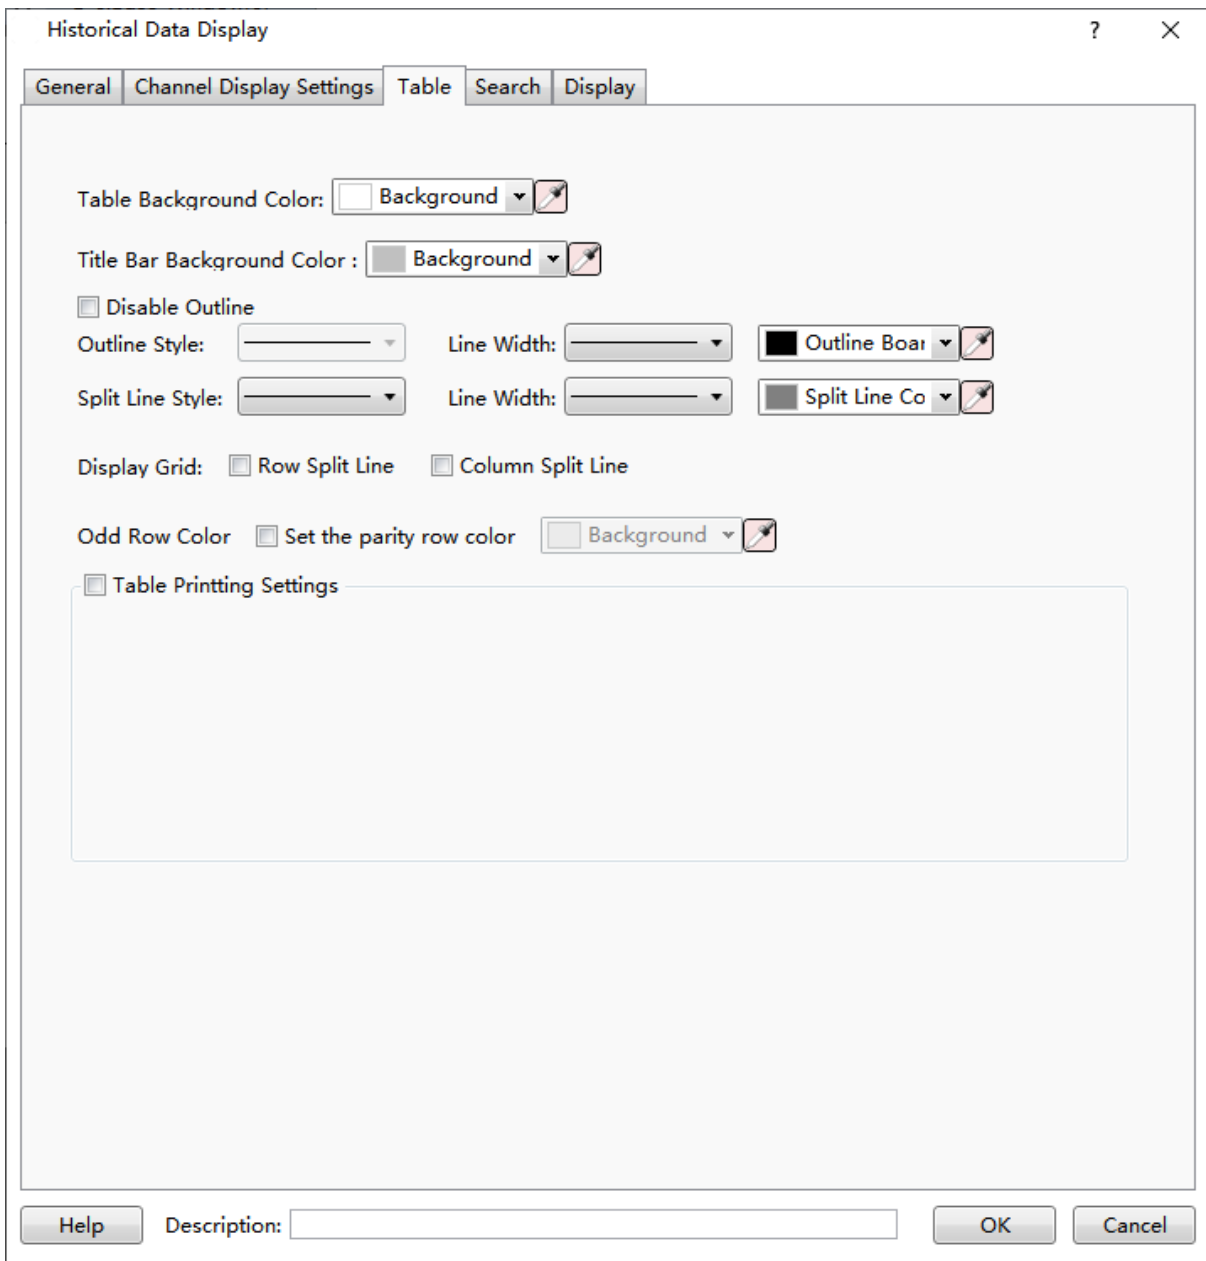 Historical Data Display ?
General Channel Display Settings Table Search Display
Table Background Color: Background
Title Bar Background Color : Background
Disable Outline
Outline Style: Line Width: Outline Boar
Split Line Style: Line Width: Split Line Co
Display Grid: Row Split Line Column Split Line
Odd Row Color Set the parity row color Background
Table Printting Settings
Help Description: OK Cancel